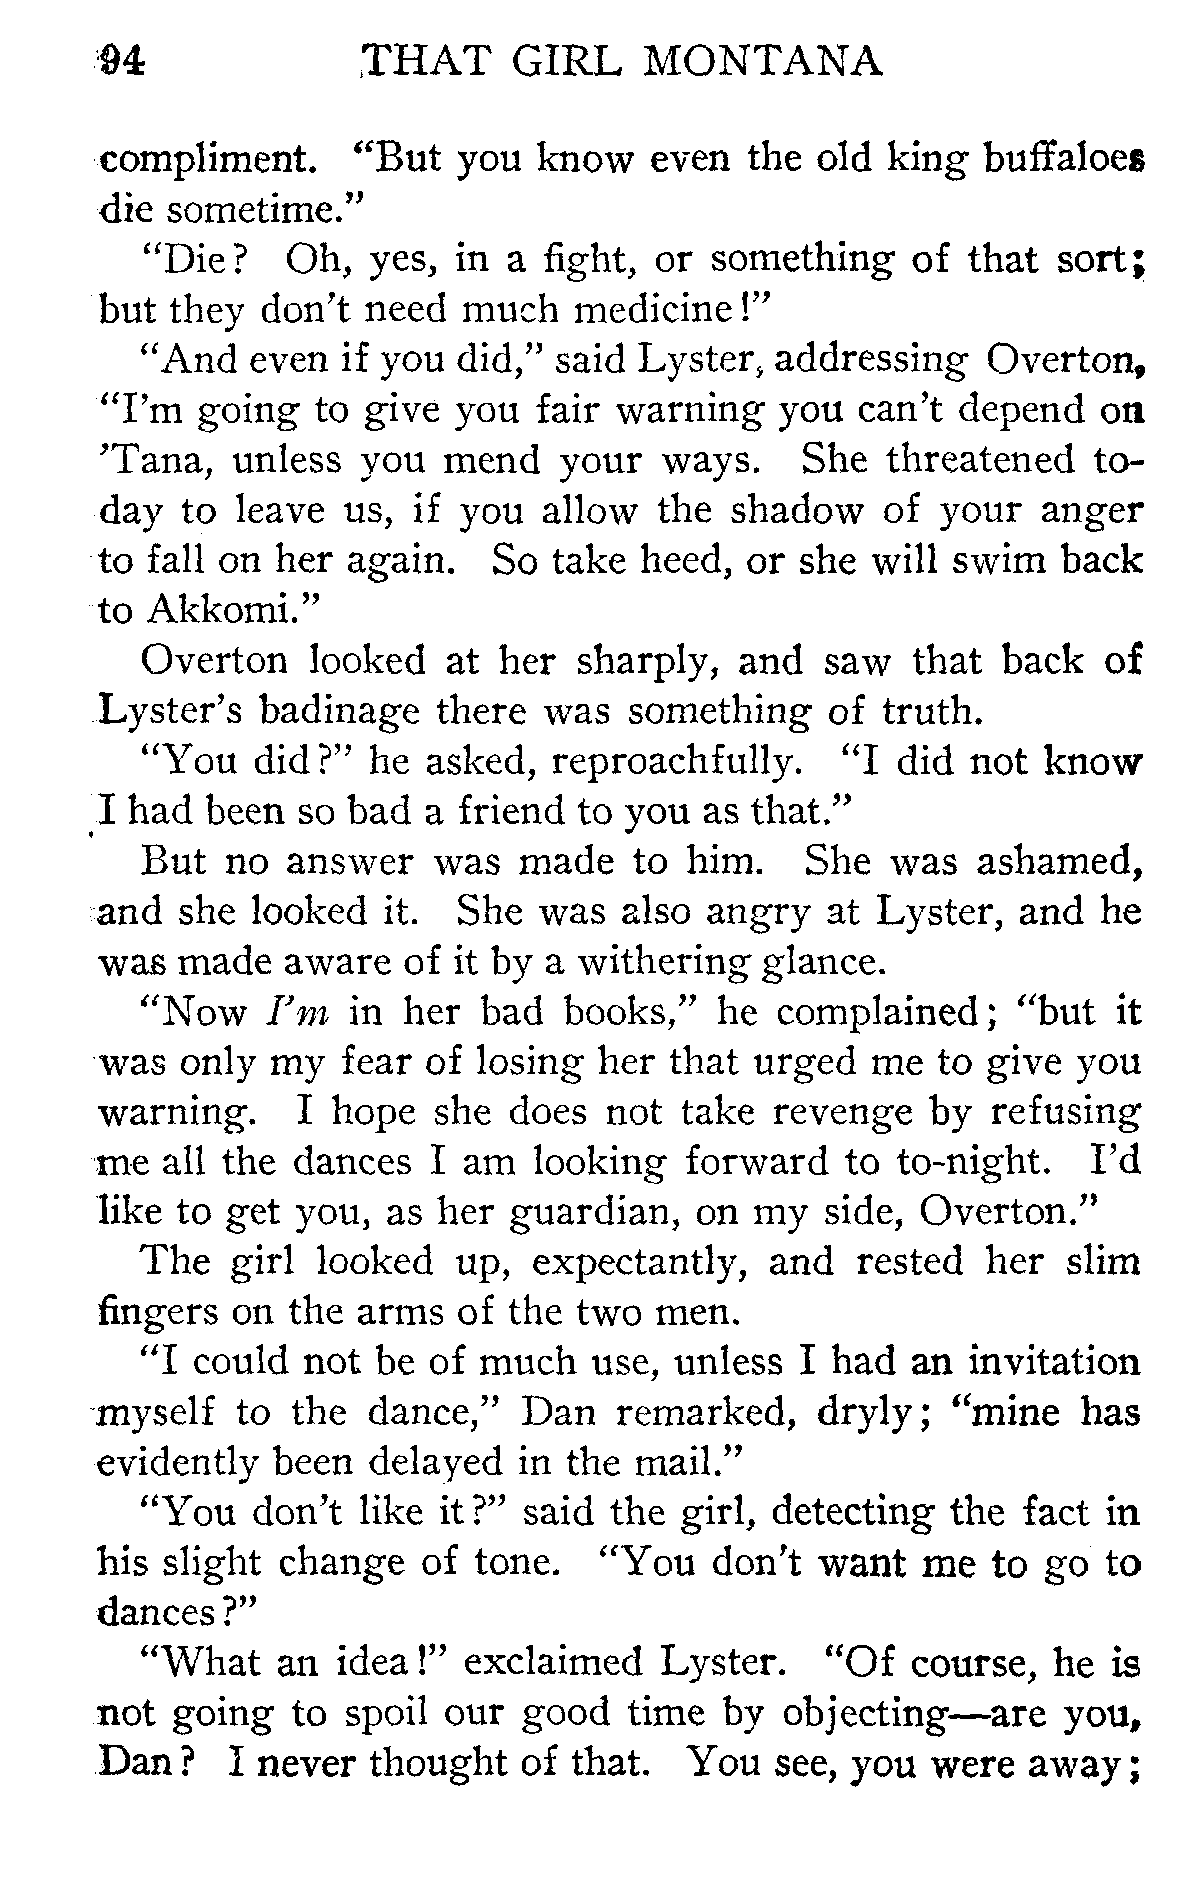 94 THAT GIRL MONTANA
compliment. “But you know even the old king buffaloes
die sometime.”
“Die? Oh, yes, in a fight, or something of that sort;
but they don’t need much medicine!”
“And even if you did,” said Lyster, addressing Overton,
“I’m going to give you fair warning you can’t depend on
’Tana, unless you mend your ways. She threatened to-
day to leave us, if you allow the shadow of your anger
to fall on her again. So take heed, or she will swim back
to Akkomi.”
Overton looked at her sharply, and saw that back of
Lyster’s badinage there was something of truth.
“You did?” he asked, reproachfully. “I did not know
I had been so bad a friend to you as that.”
But no answer was made to him. She was ashamed,
and she looked it. She was also angry at Lyster, and he
was made aware of it by a withering glance.
“Now I’m in her bad books,” he complained; “but it
was only my fear of losing her that urged me to give you
warning. I hope she does not take revenge by refusing
me all the dances I am looking forward to to-night. I’d
like to get you, as her guardian, on my side, Overton.”
The girl looked up, expectantly, and rested her slim
fingers on the arms of the two men.
“I could not be of much use, unless I had an invitation
myself to the dance,” Dan remarked, dryly; “mine has
evidently been delayed in the mail.”
“You don’t like it?” said the girl, detecting the fact in
his slight change of tone. “You don’t want me to go to
dances?”
“What an idea!” exclaimed Lyster. “Of course, he is
not going to spoil our good time by objecting—are you,
Dan? I never thought of that. You see, you were away;